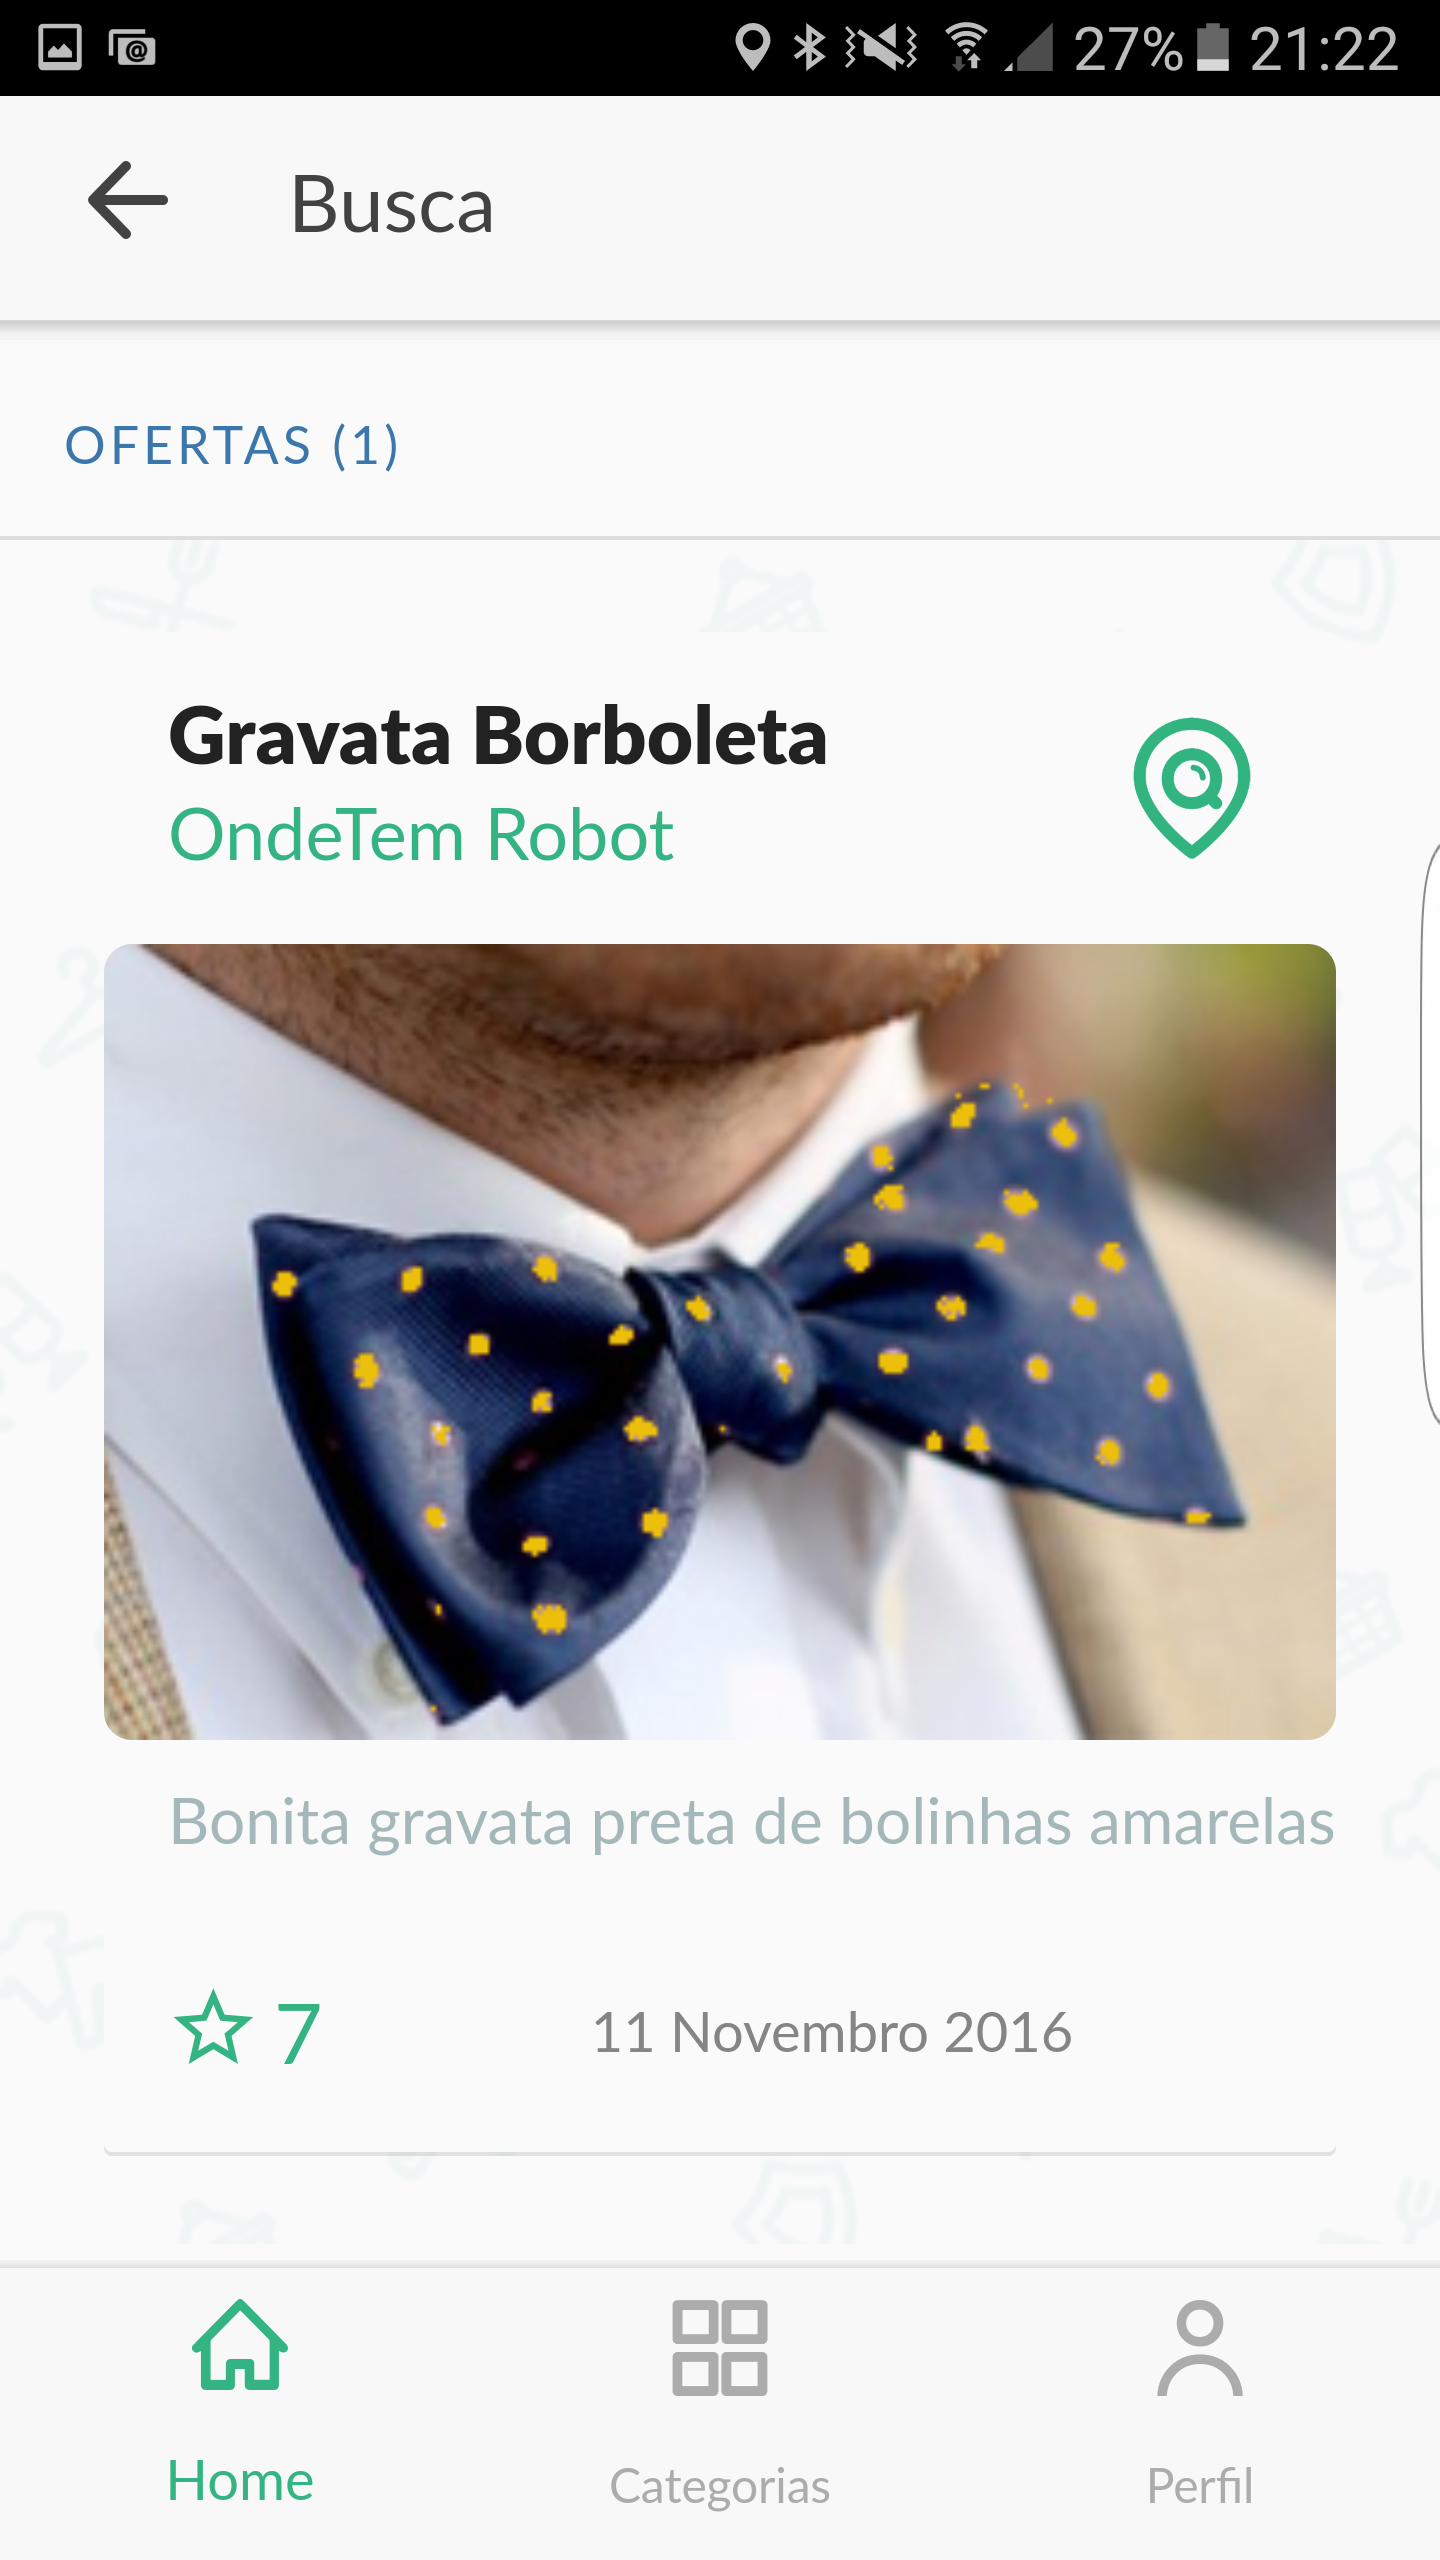 27% 21:22
Busca
OFERTAS (1)
Gravata Borboleta
OndeTem Robot
Bonita gravata preta de bolinhas amarelas
7 11 Novembro 2016
Home Categorias Perfil